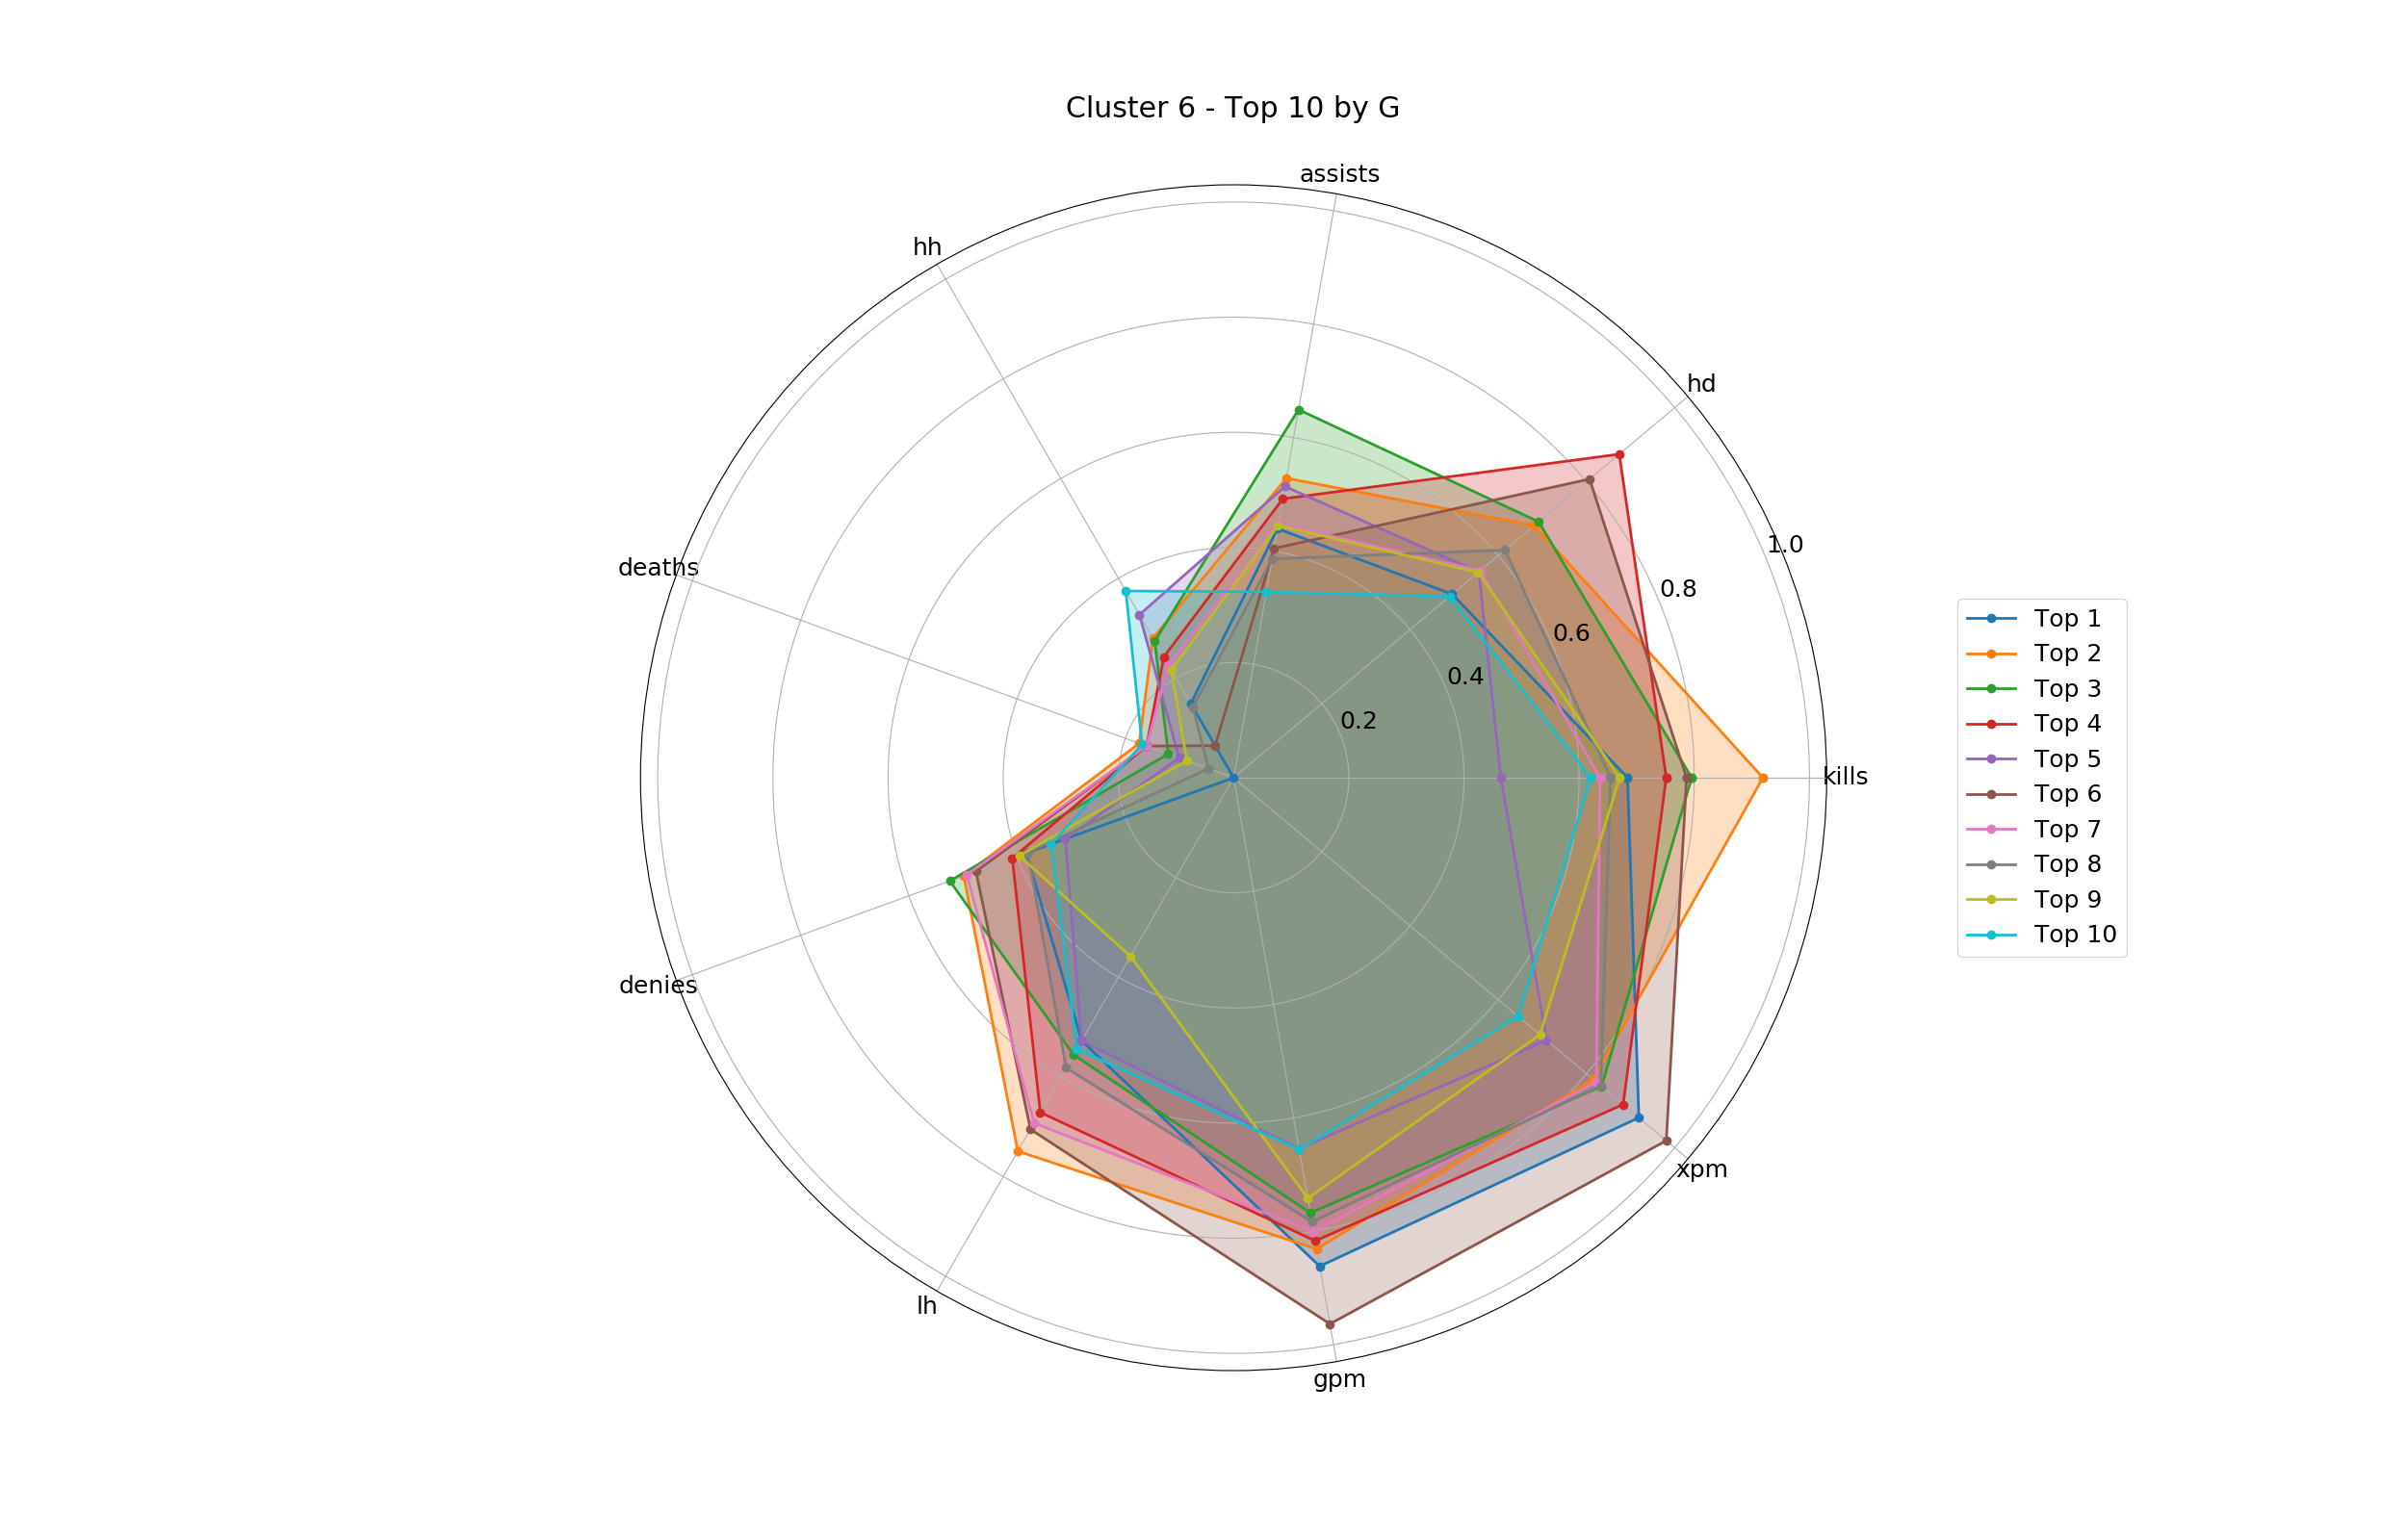 Cluster 6 - Top 10 by G
assists
hh
hd
deaths
1.0
0.8
0.6
0.4
0.2
kills
denies
xpm
lh
gpm
Top 1
Top 2
Top 3
Top 4
Top 5
Top 6
Top 7
Top 8
Top 9
Top 10